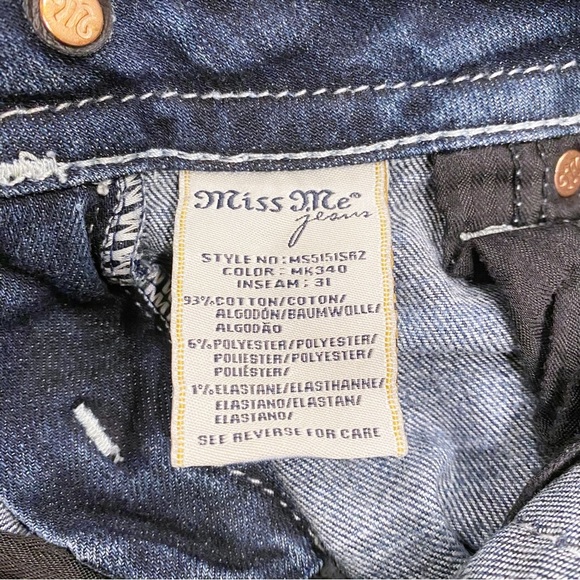 Miss Me®
jeans
STYLE NO: MS5151SR2
COLOR: MK340
INSEAM: 31
93% COTTON/COTON/
ALGODÓN/BAUMWOLLE/
ALGODÃO
6% POLYESTER/POLYESTER/
POLIESTER/POLYESTER/
POLIÉSTER/
1% ELASTANE/ELASTHANNE/
ELASTANO/ELASTAN/
ELASTANO/
SEE REVERSE FOR CARE